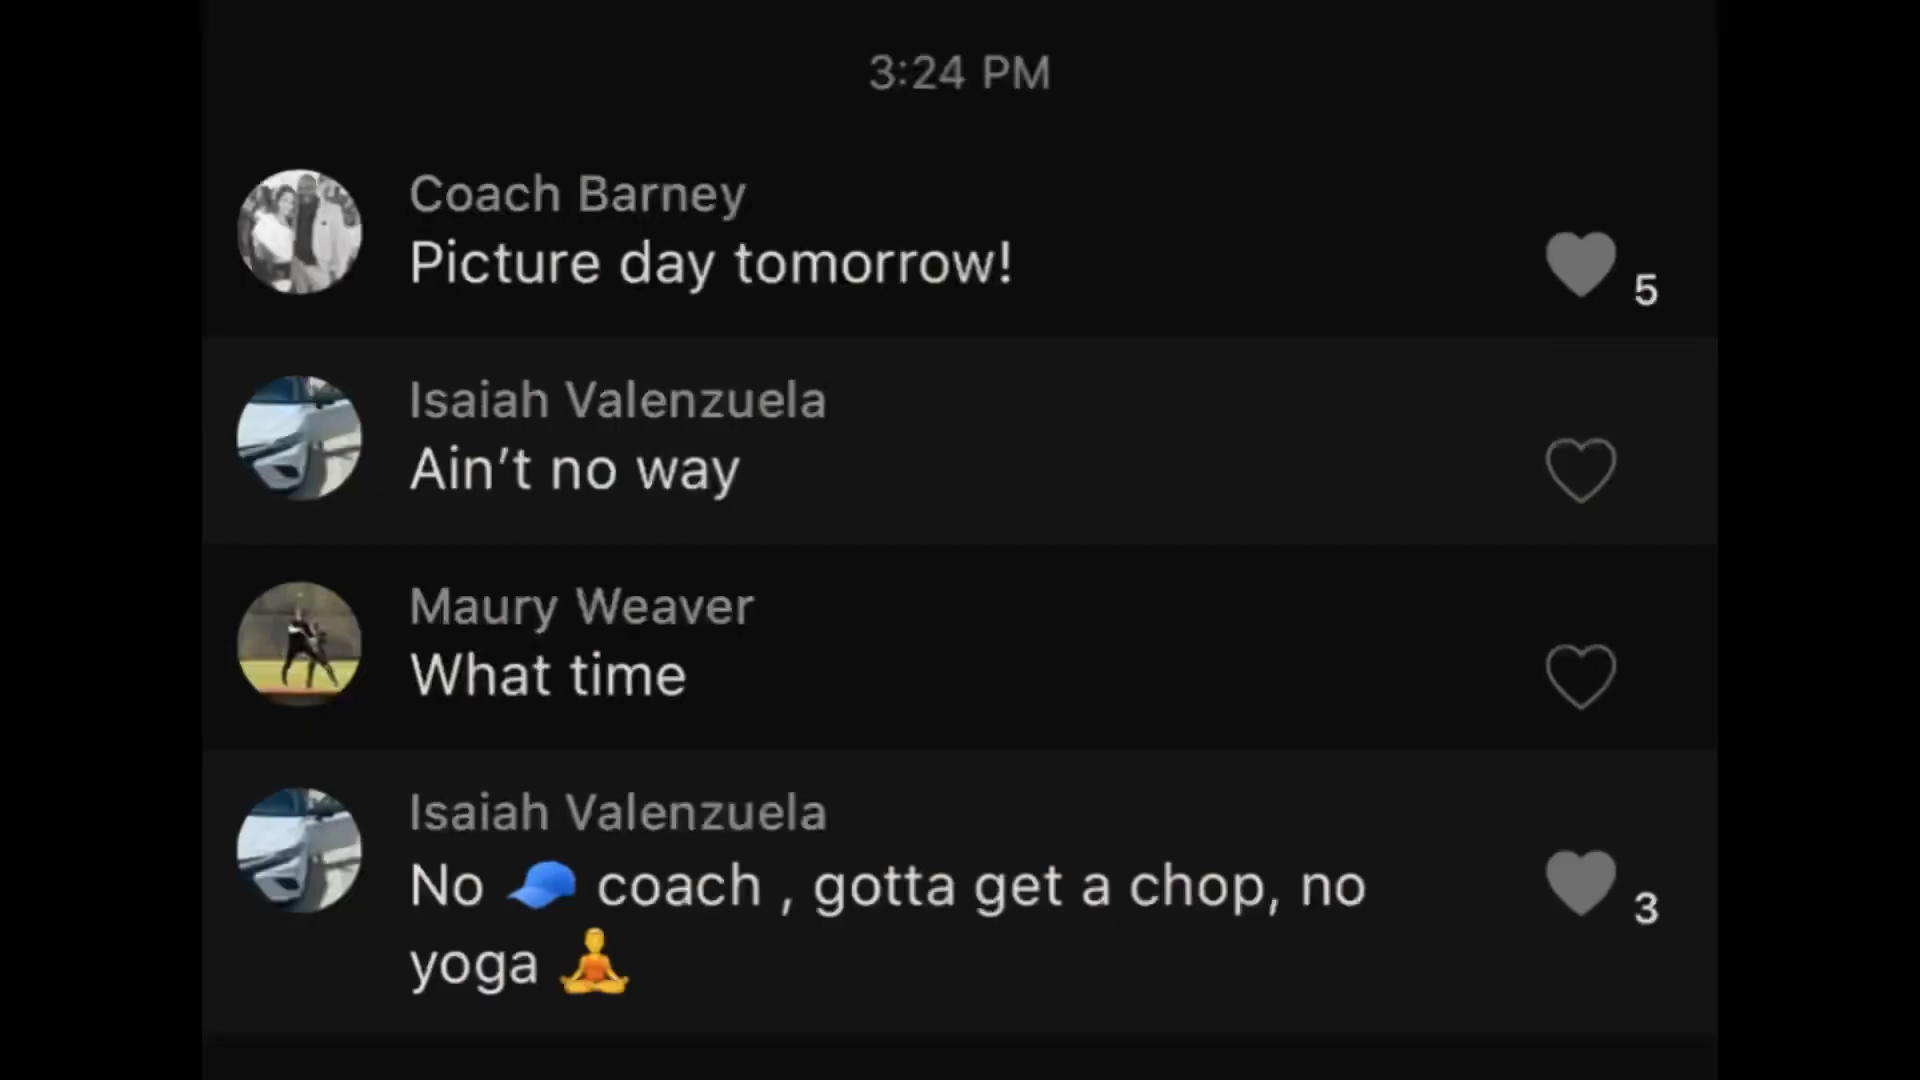 3:24 PM
Coach Barney
Picture day tomorrow!
5
Isaiah Valenzuela
Ain’t no way
Maury Weaver
What time
Isaiah Valenzuela
No 🧢 coach , gotta get a chop, no
yoga 🧘
3